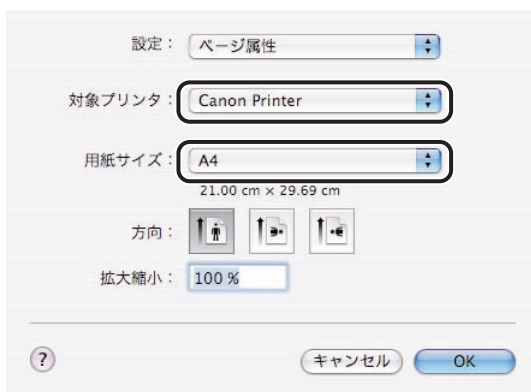 設定： ページ属性
対象プリンタ： Canon Printer
用紙サイズ： A4
21.00 cm × 29.69 cm
方向：
拡大縮小： 100 %
? キャンセル OK